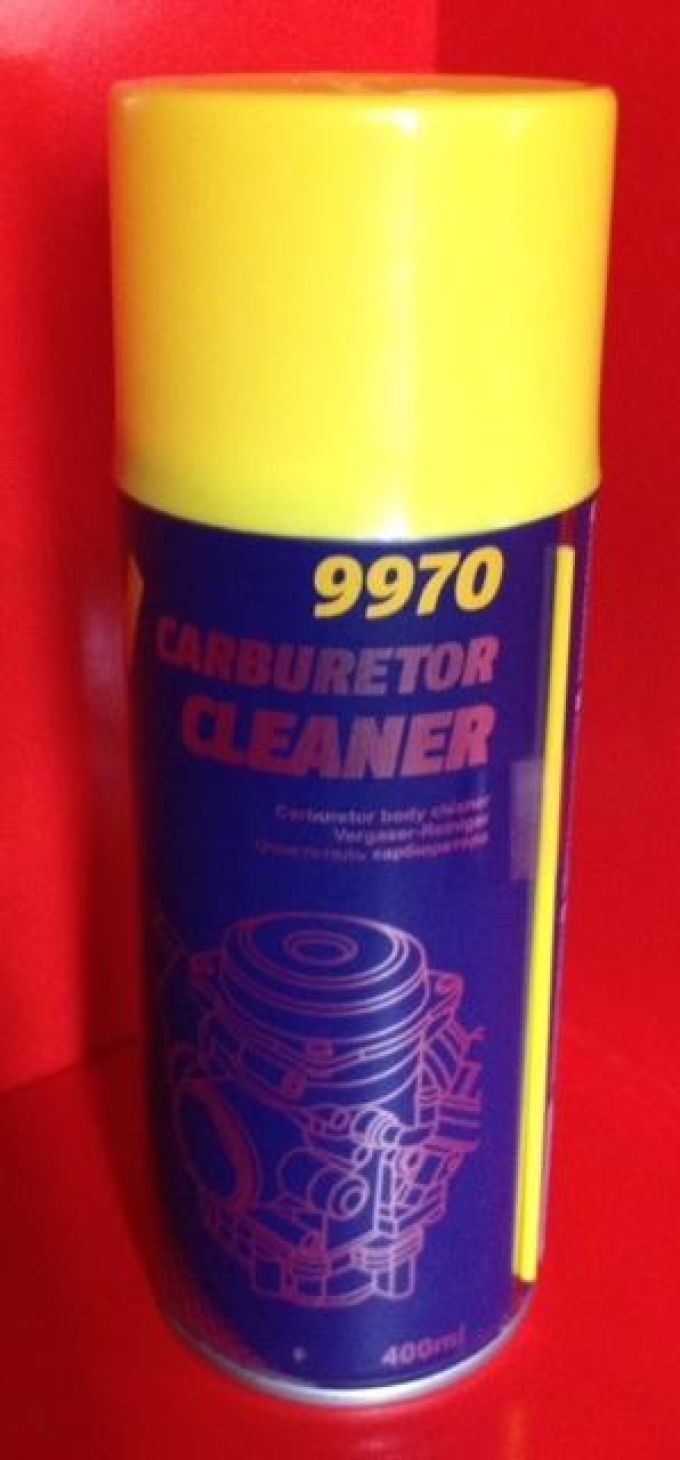 9970
CARBURETOR
CLEANER
Carburetor body cleaner
Vergaser-Reiniger
Очиститель карбюратора
400ml